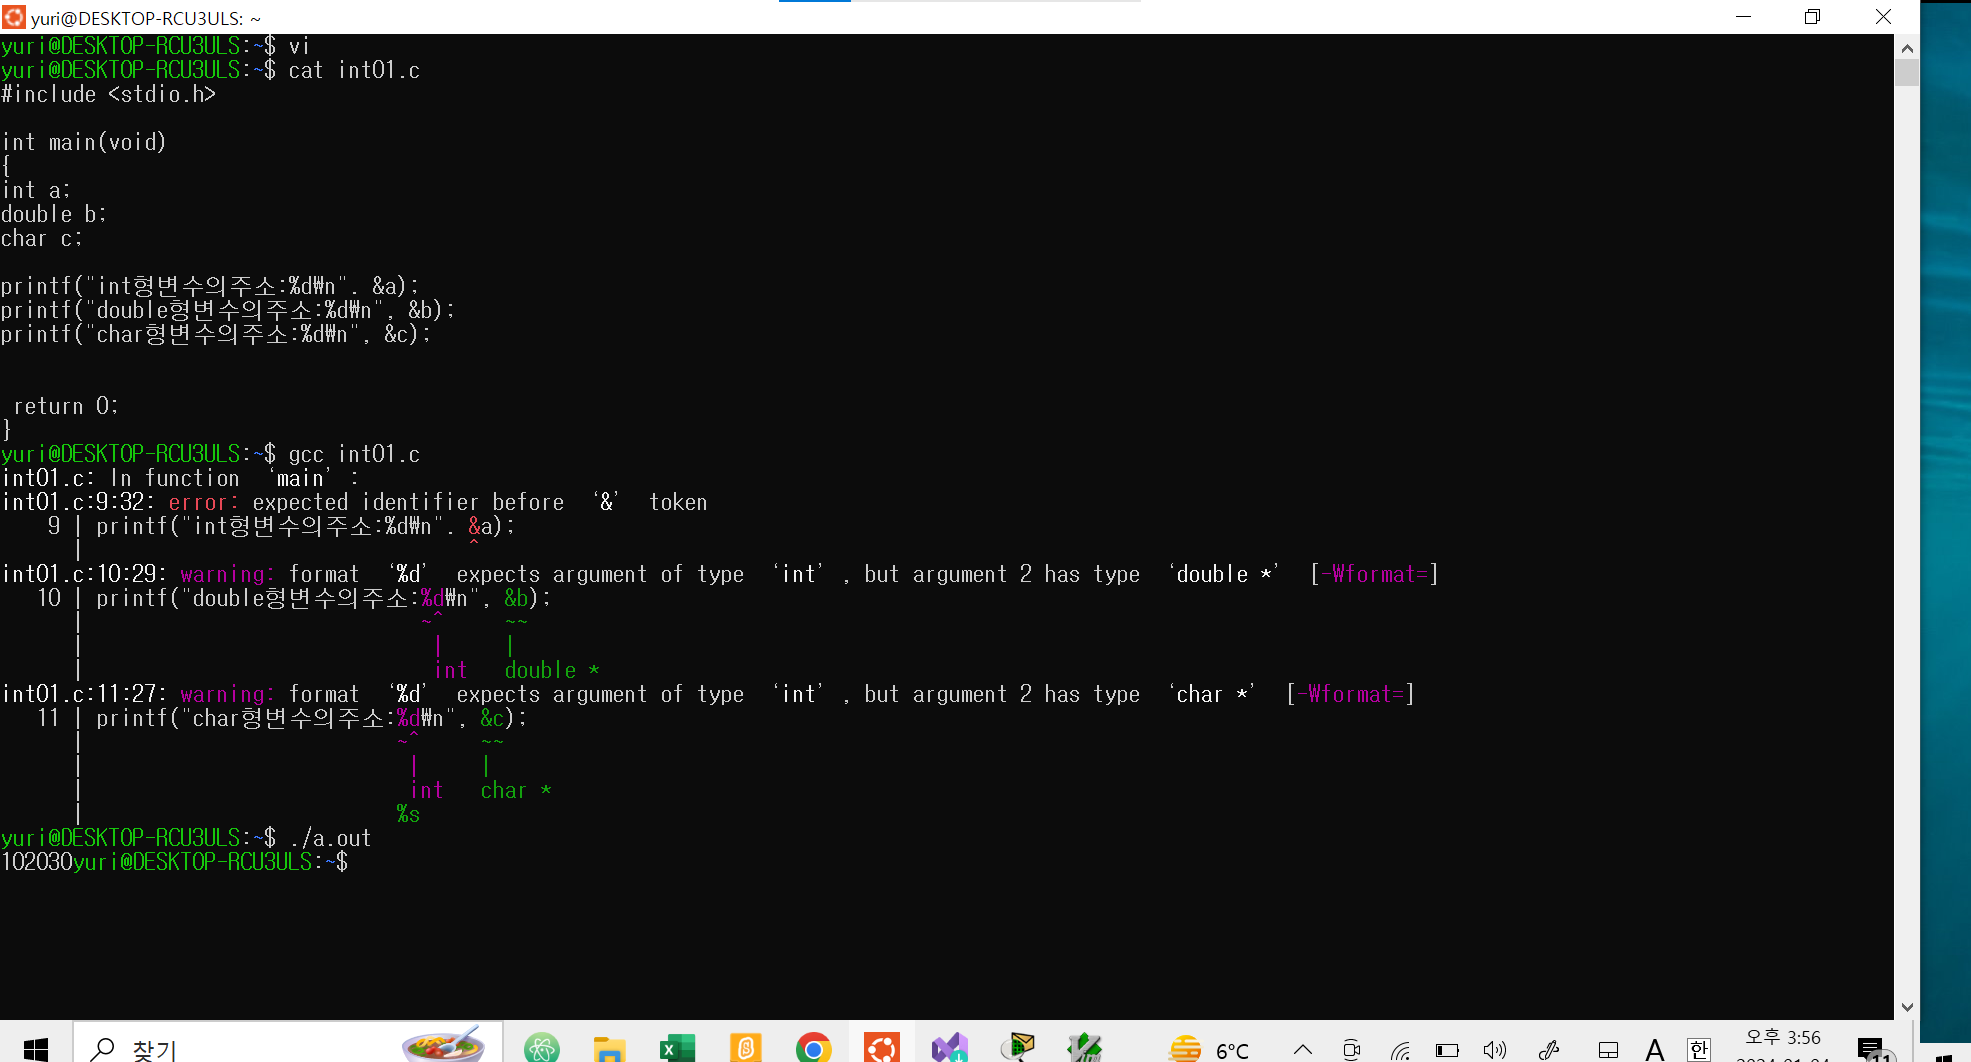 yuri@DESKTOP-RCU3ULS: ~
yuri@DESKTOP-RCU3ULS:~$ vi
yuri@DESKTOP-RCU3ULS:~$ cat int01.c
#include <stdio.h>
int main(void)
{
int a;
double b;
char c;
printf("int형변수의주소:%d₩n". &a);
printf("double형변수의주소:%d₩n", &b);
printf("char형변수의주소:%d₩n", &c);
return 0;
}
yuri@DESKTOP-RCU3ULS:~$ gcc int01.c
int01.c: In function ‘main’ :
int01.c:9:32: error: expected identifier before ‘&’ token
9 | printf("int형변수의주소:%d₩n". &a);
| ^
int01.c:10:29: warning: format ‘%d’ expects argument of type ‘int’ , but argument 2 has type ‘double *’ [-Wformat=]
10 | printf("double형변수의주소:%d₩n", &b);
| ~^ ~~
| | |
| int double *
int01.c:11:27: warning: format ‘%d’ expects argument of type ‘int’ , but argument 2 has type ‘char *’ [-Wformat=]
11 | printf("char형변수의주소:%d₩n", &c);
| ~^ ~~
| | |
| int char *
| %s
yuri@DESKTOP-RCU3ULS:~$ ./a.out
102030yuri@DESKTOP-RCU3ULS:~$
찾기
6°C
A
한
오후 3:56
11